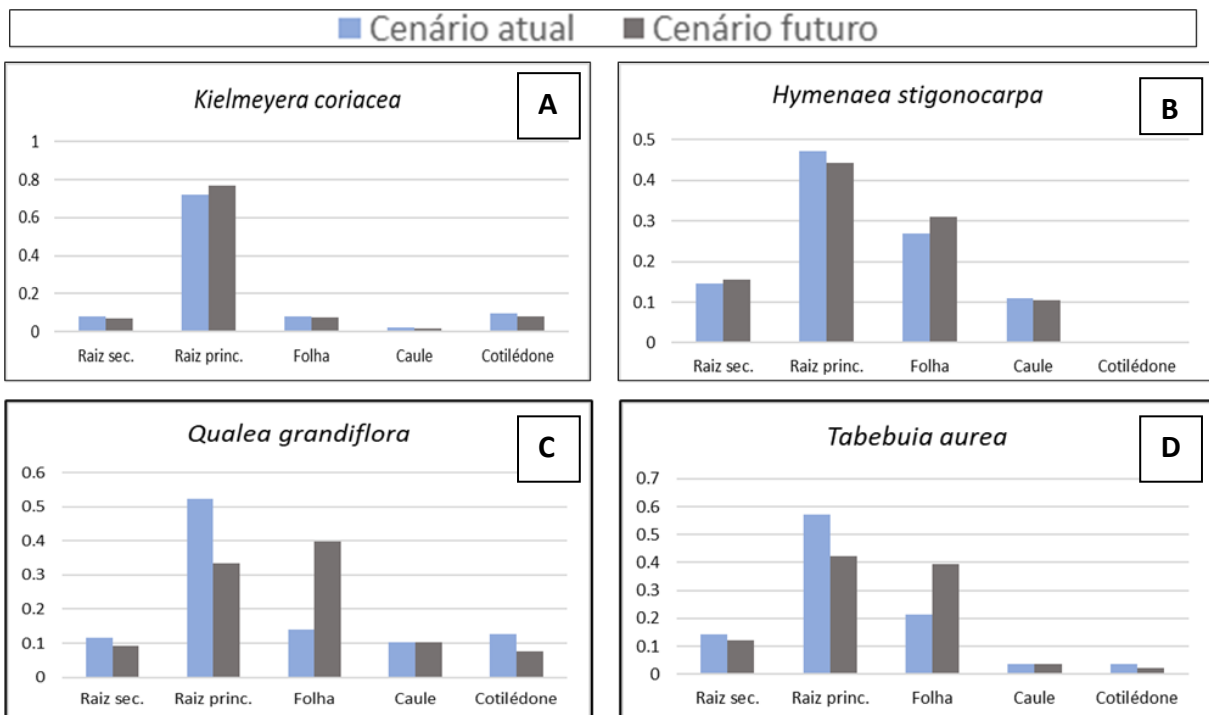 Cenário atual Cenário futuro
Kielmeyera coriacea
A
1
0.8
0.6
0.4
0.2
0
Raiz sec. Raiz princ. Folha Caule Cotilédone
Hymenaea stigonocarpa
B
0.5
0.4
0.3
0.2
0.1
0
Raiz sec. Raiz princ. Folha Caule Cotilédone
Qualea grandiflora
C
0.6
0.5
0.4
0.3
0.2
0.1
0
Raiz sec. Raiz princ. Folha Caule Cotilédone
Tabebuia aurea
D
0.7
0.6
0.5
0.4
0.3
0.2
0.1
0
Raiz sec. Raiz princ. Folha Caule Cotilédone